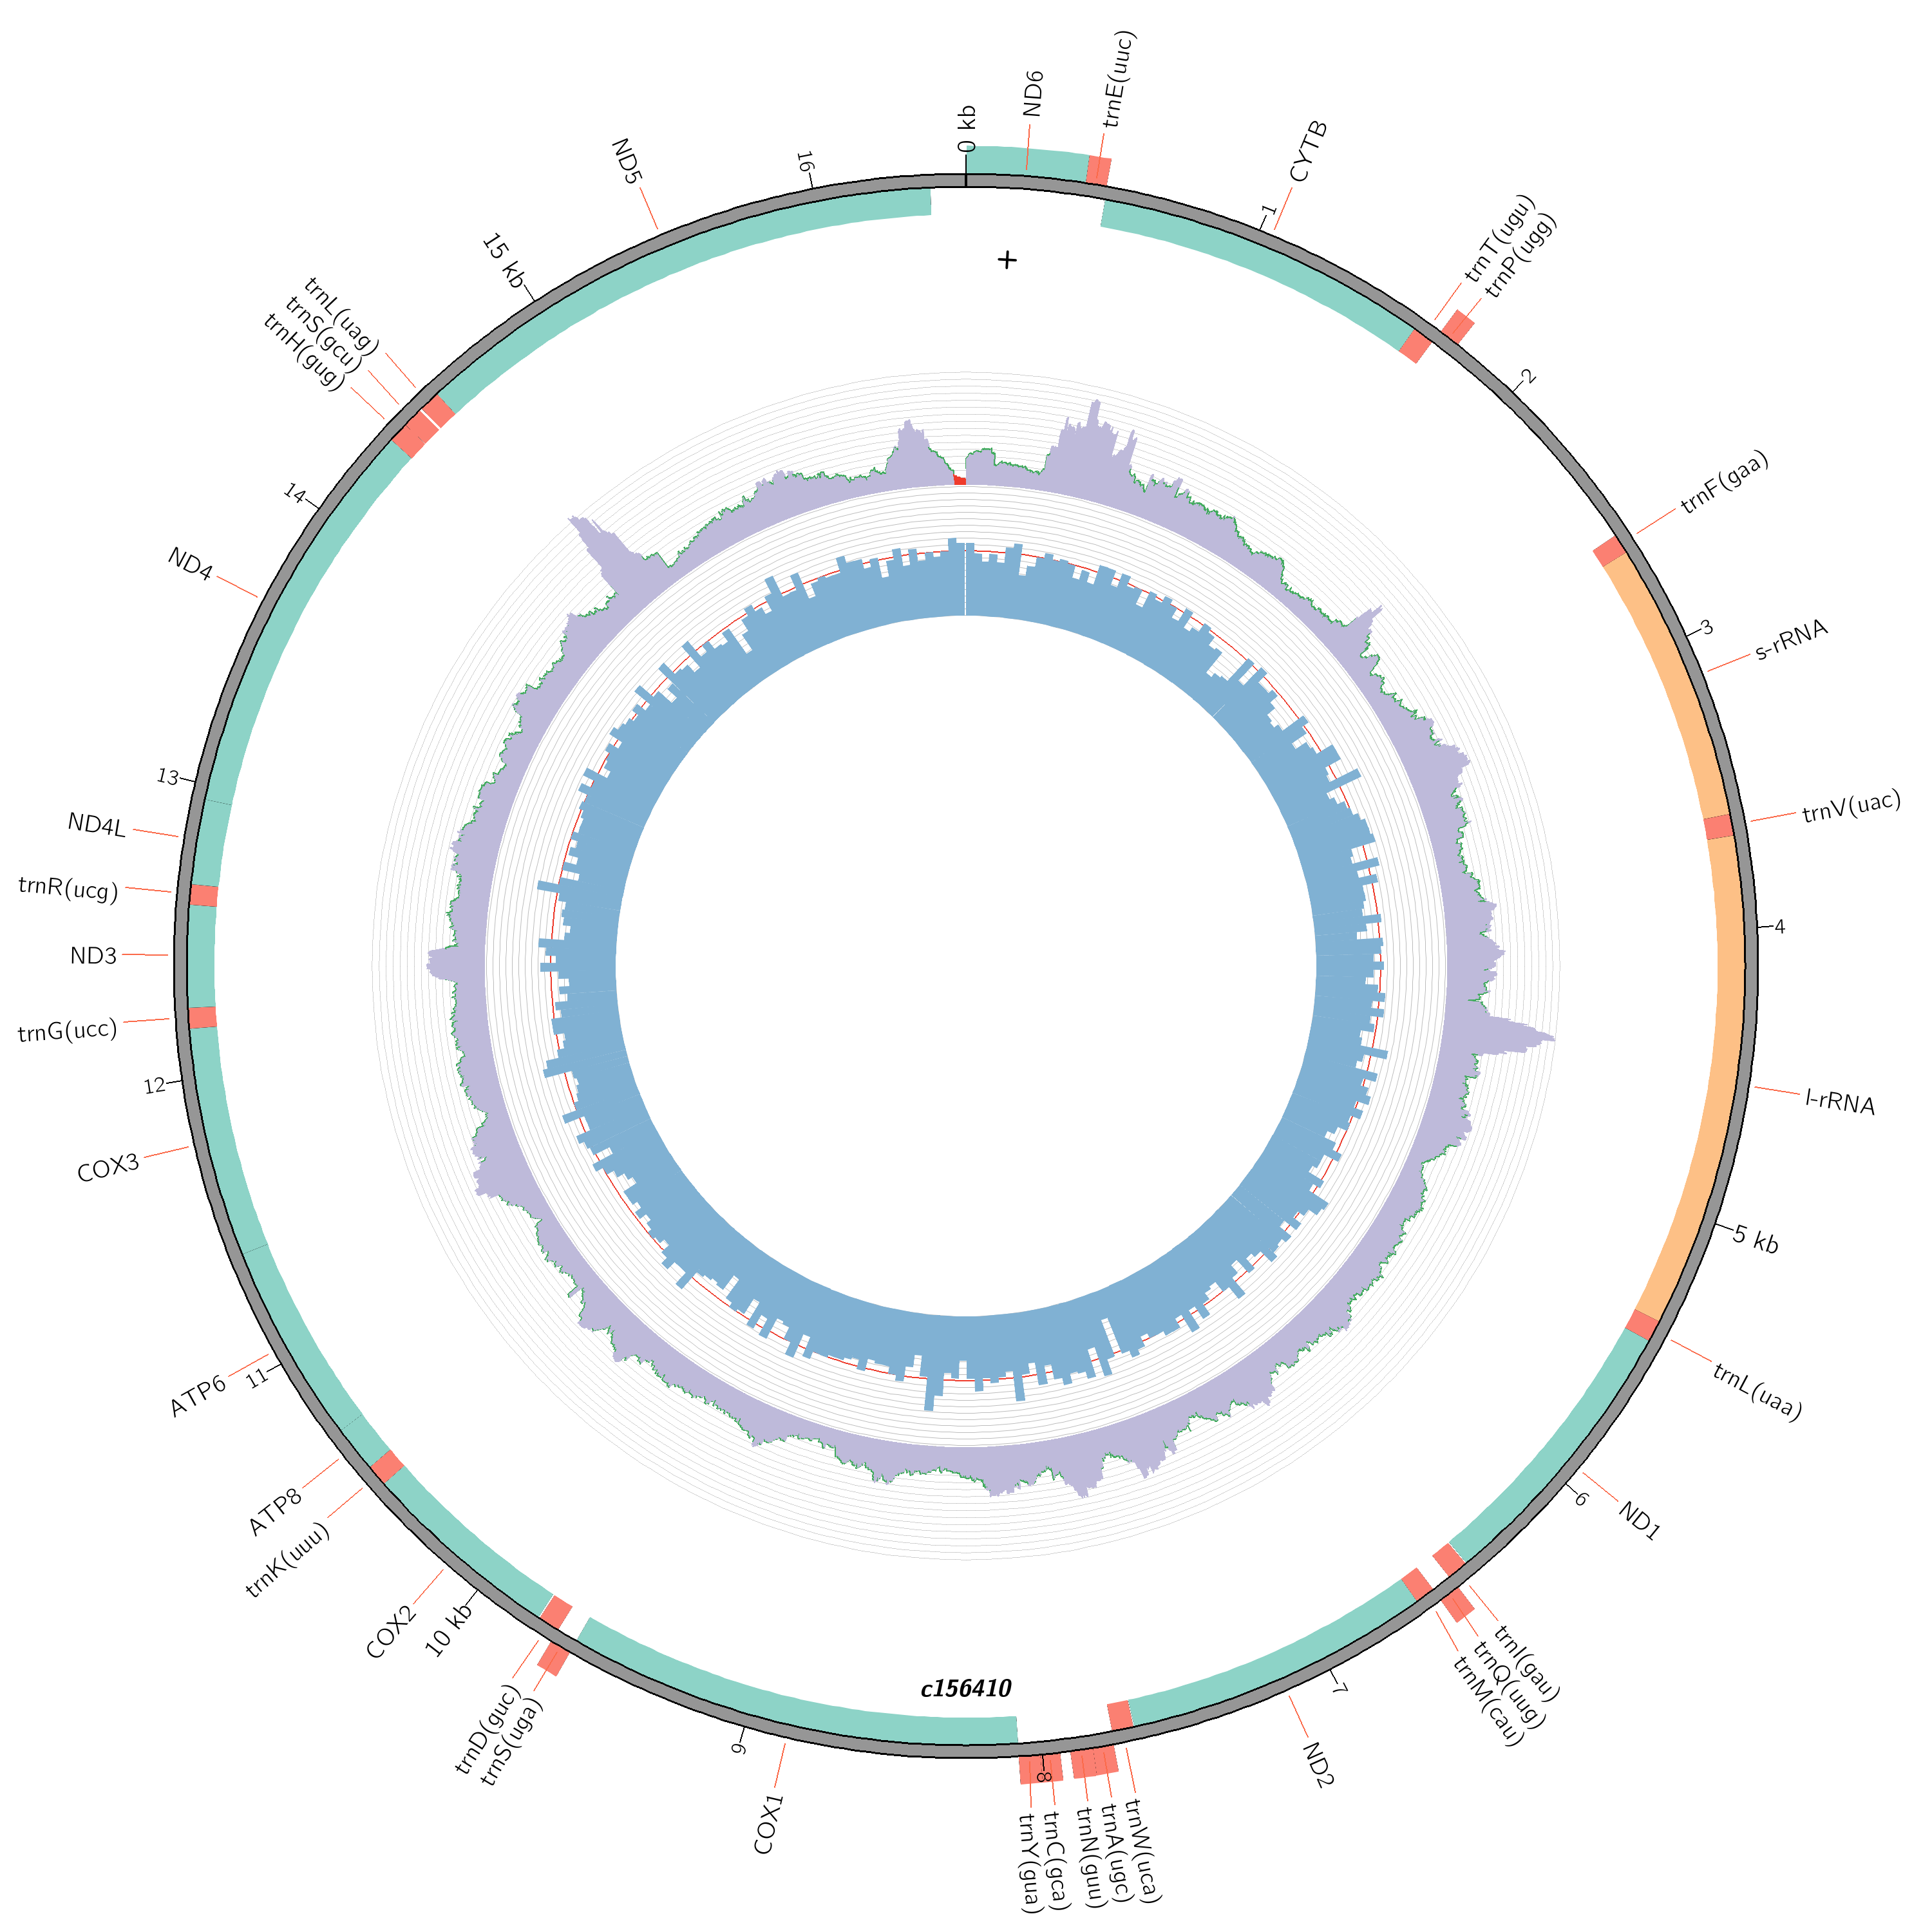 0 kb
ND6
trnE(uuc)
1
CYTB
trnT(ugu)
trnP(ugg)
2
trnF(gaa)
3
s-rRNA
trnV(uac)
4
l-rRNA
5 kb
trnL(uaa)
6
ND1
trnI(gau)
trnQ(uug)
trnM(cau)
7
ND2
trnW(uca)
trnA(ugc)
trnN(guu)
8
trnC(gca)
trnY(gua)
COX1
9
trnS(uga)
trnD(guc)
10 kb
COX2
trnK(uuu)
ATP8
11
ATP6
COX3
12
trnG(ucc)
ND3
trnR(ucg)
ND4L
13
ND4
14
trnH(gug)
trnS(gcu)
trnL(uag)
15 kb
ND5
16
+
c156410